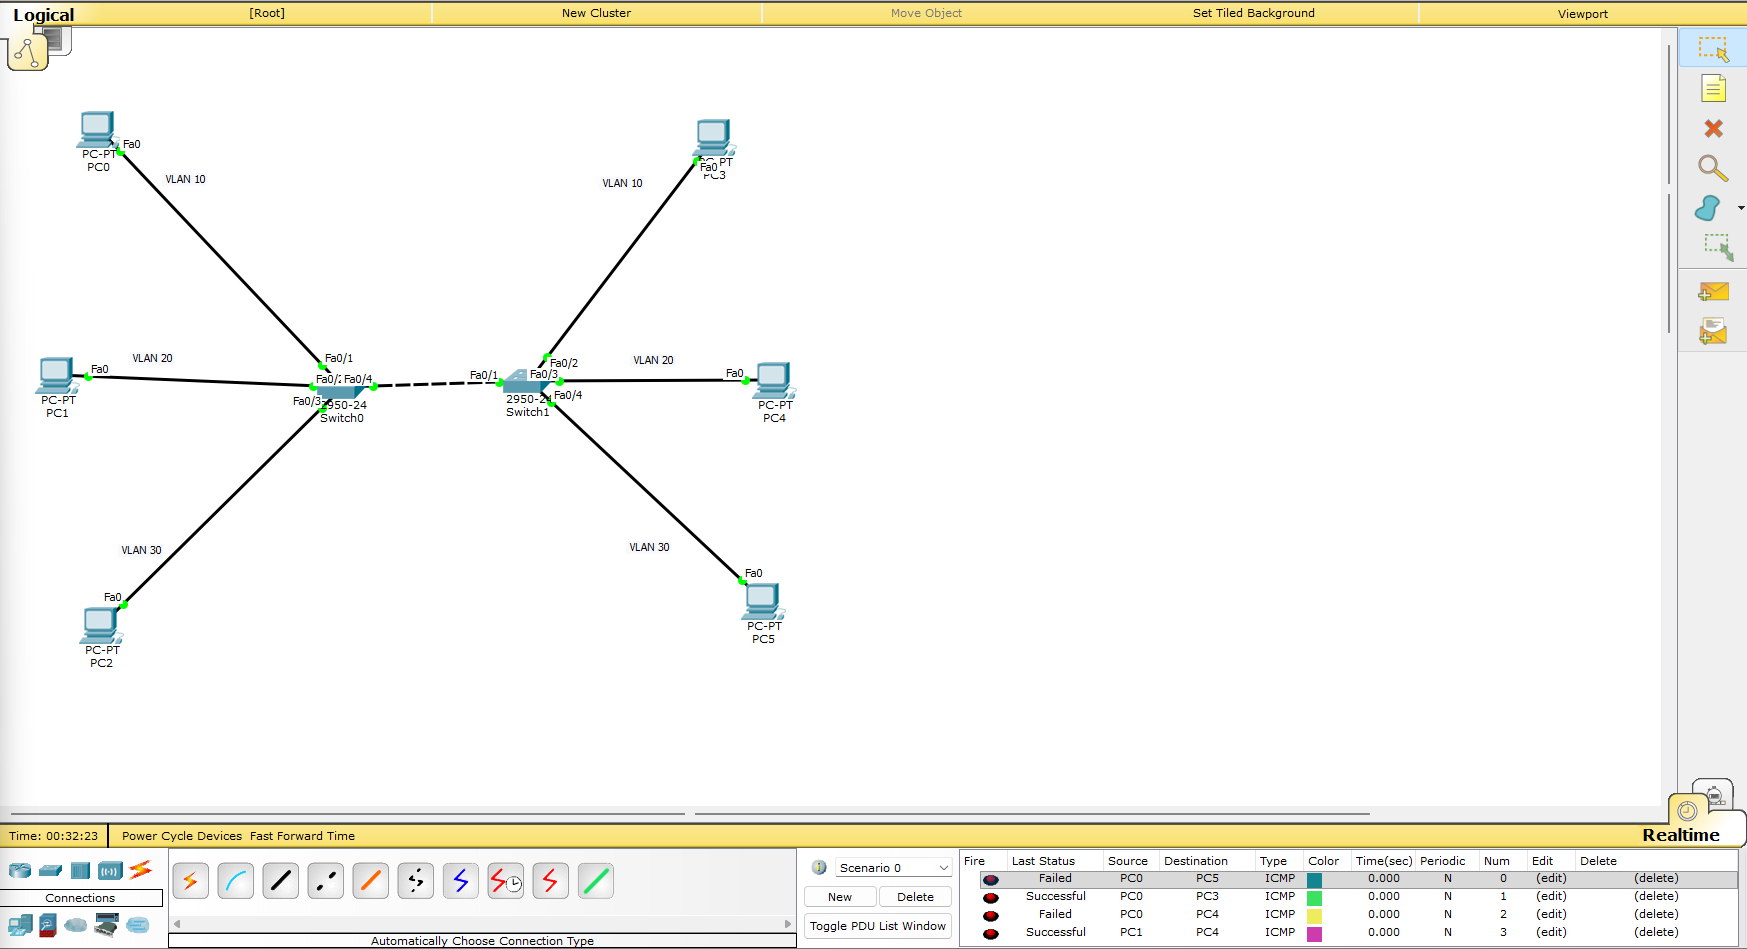 Logical [Root] New Cluster Move Object Set Tiled Background Viewport
Fa0
PC-PT
PC0
VLAN 10
PC-PT
Fa0
PC3
VLAN 10
Fa0
PC-PT
PC1
VLAN 20
Fa0/1
Fa0/2 Fa0/4
Fa0/3
2950-24
Switch0
Fa0/1
Fa0/2
Fa0/3
Fa0/4
2950-24
Switch1
VLAN 20
Fa0
PC-PT
PC4
VLAN 30
Fa0
PC-PT
PC2
VLAN 30
Fa0
PC-PT
PC5
Time: 00:32:23 Power Cycle Devices Fast Forward Time Realtime
Connections
Automatically Choose Connection Type
Scenario 0
New Delete
Toggle PDU List Window
Fire Last Status Source Destination Type Color Time(sec) Periodic Num Edit Delete
Failed PC0 PC5 ICMP 0.000 N 0 (edit) (delete)
Successful PC0 PC3 ICMP 0.000 N 1 (edit) (delete)
Failed PC0 PC4 ICMP 0.000 N 2 (edit) (delete)
Successful PC1 PC4 ICMP 0.000 N 3 (edit) (delete)